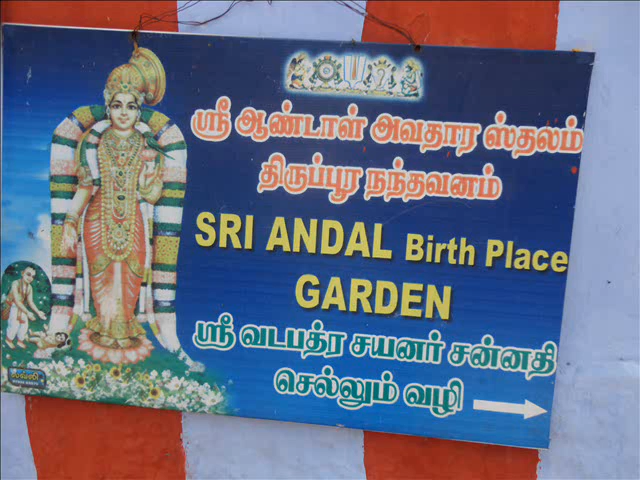 ஸ்ரீ ஆண்டாள் அவதார ஸ்தலம்
திருப்பூர நந்தவனம்
SRI ANDAL Birth Place
GARDEN
ஸ்ரீ வடபத்ர சயனர் சன்னதி
செல்லும் வழி